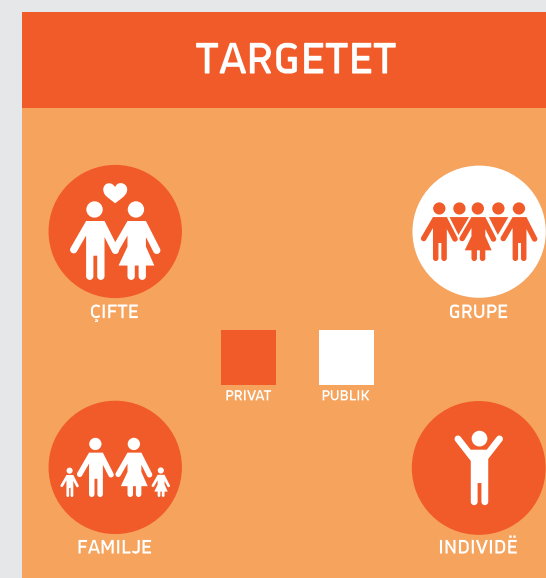 TARGETET
ÇIFTE
GRUPE
PRIVAT
PUBLIK
FAMILJE
INDIVIDË